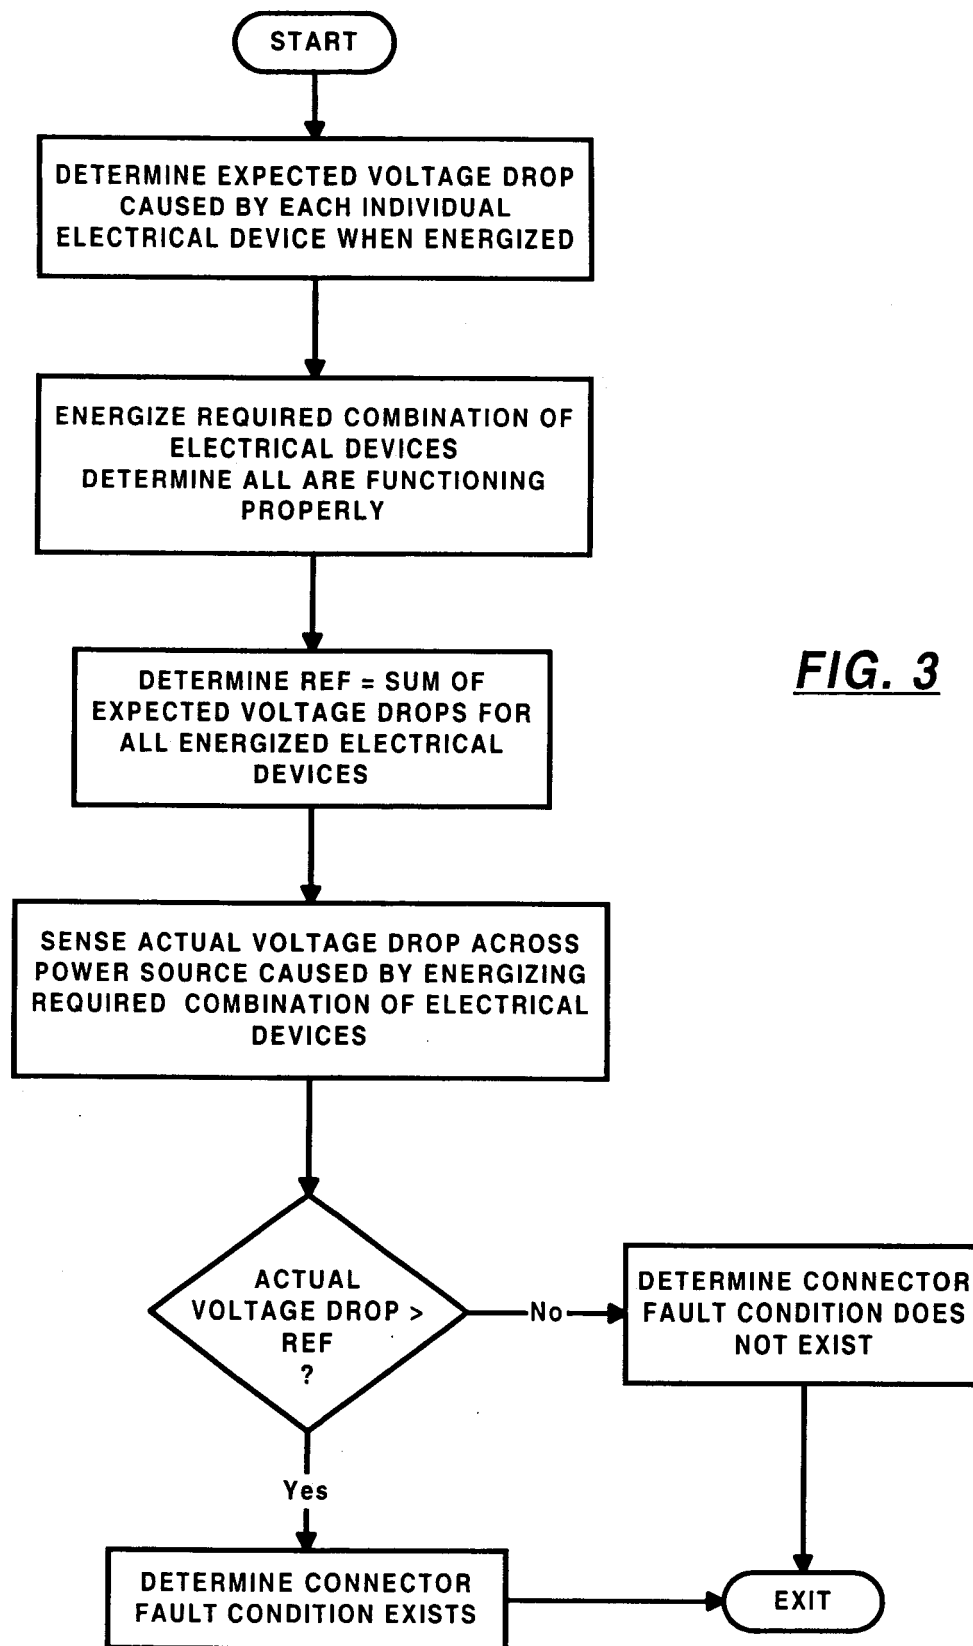 START
DETERMINE EXPECTED VOLTAGE DROP
CAUSED BY EACH INDIVIDUAL
ELECTRICAL DEVICE WHEN ENERGIZED
ENERGIZE REQUIRED COMBINATION OF
ELECTRICAL DEVICES
DETERMINE ALL ARE FUNCTIONING
PROPERLY
DETERMINE REF = SUM OF
EXPECTED VOLTAGE DROPS FOR
ALL ENERGIZED ELECTRICAL
DEVICES
FIG. 3
SENSE ACTUAL VOLTAGE DROP ACROSS
POWER SOURCE CAUSED BY ENERGIZING
REQUIRED COMBINATION OF ELECTRICAL
DEVICES
ACTUAL
VOLTAGE DROP >
REF
?
No
DETERMINE CONNECTOR
FAULT CONDITION DOES
NOT EXIST
Yes
DETERMINE CONNECTOR
FAULT CONDITION EXISTS
EXIT